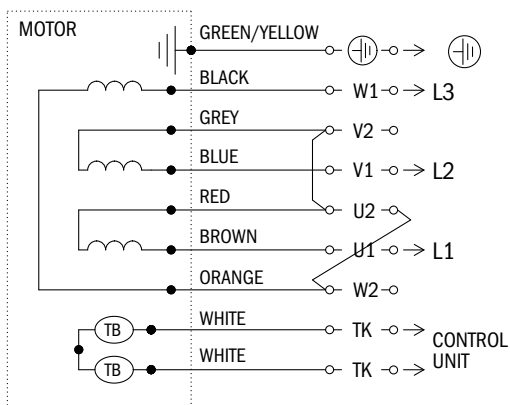 MOTOR
GREEN/YELLOW
BLACK W1 L3
GREY V2
BLUE V1 L2
RED U2
BROWN U1 L1
ORANGE W2
TB WHITE TK
CONTROL
UNIT
TB WHITE TK